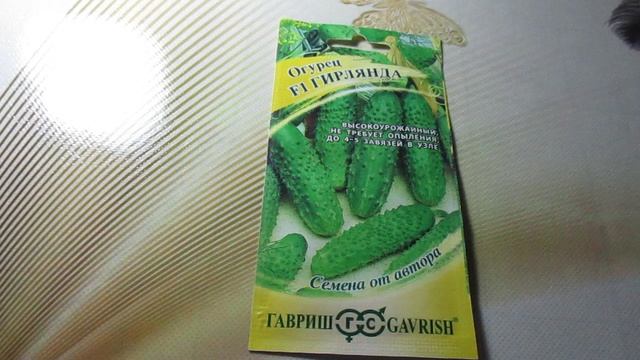 Огурец
F1 ГИРЛЯНДА
ВЫСОКОУРОЖАЙНЫЙ,
НЕ ТРЕБУЕТ ОПЫЛЕНИЯ,
ДО 4-5 ЗАВЯЗЕЙ В УЗЛЕ
Семена от автора
ГАВРИШ Г-С GAVRISH®